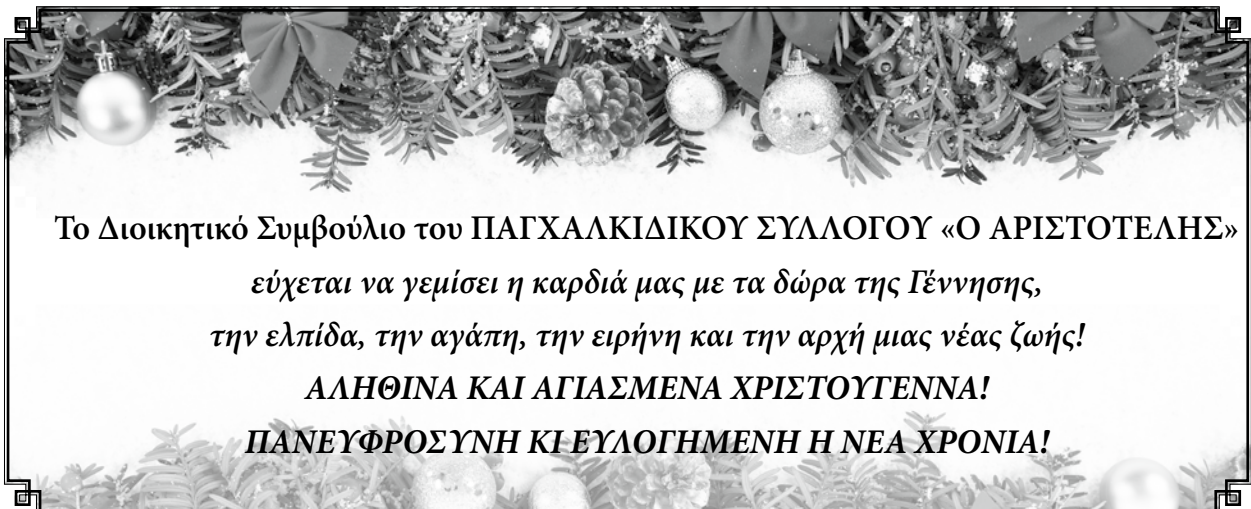 Το Διοικητικό Συμβούλιο του ΠΑΓΧΑΛΚΙΔΙΚΟΥ ΣΥΛΛΟΓΟΥ «Ο ΑΡΙΣΤΟΤΕΛΗΣ»
εύχεται να γεμίσει η καρδιά μας με τα δώρα της Γέννησης,
την ελπίδα, την αγάπη, την ειρήνη και την αρχή μιας νέας ζωής!
ΑΛΗΘΙΝΑ ΚΑΙ ΑΓΙΑΣΜΕΝΑ ΧΡΙΣΤΟΥΓΕΝΝΑ!
ΠΑΝΕΥΦΡΟΣΥΝΗ ΚΙ ΕΥΛΟΓΗΜΕΝΗ Η ΝΕΑ ΧΡΟΝΙΑ!